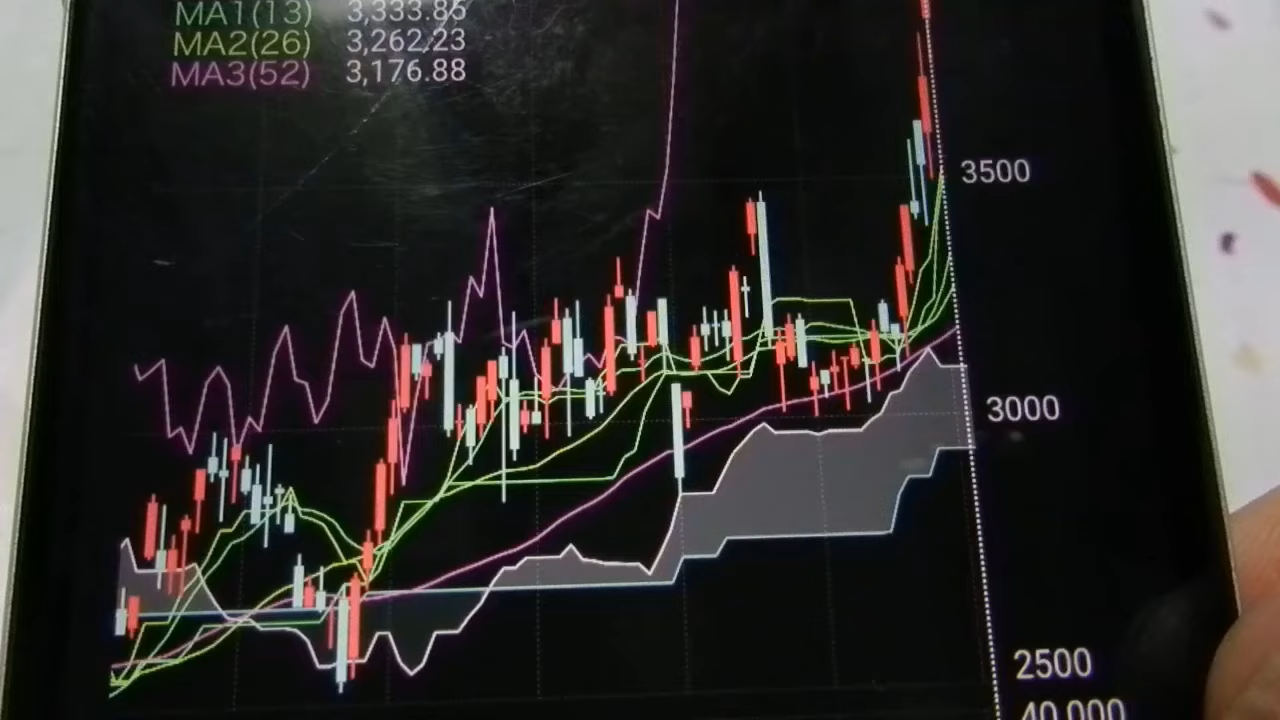 MA1(13) 3,333.85
MA2(26) 3,262.23
MA3(52) 3,176.88
3500
3000
2500
40,000